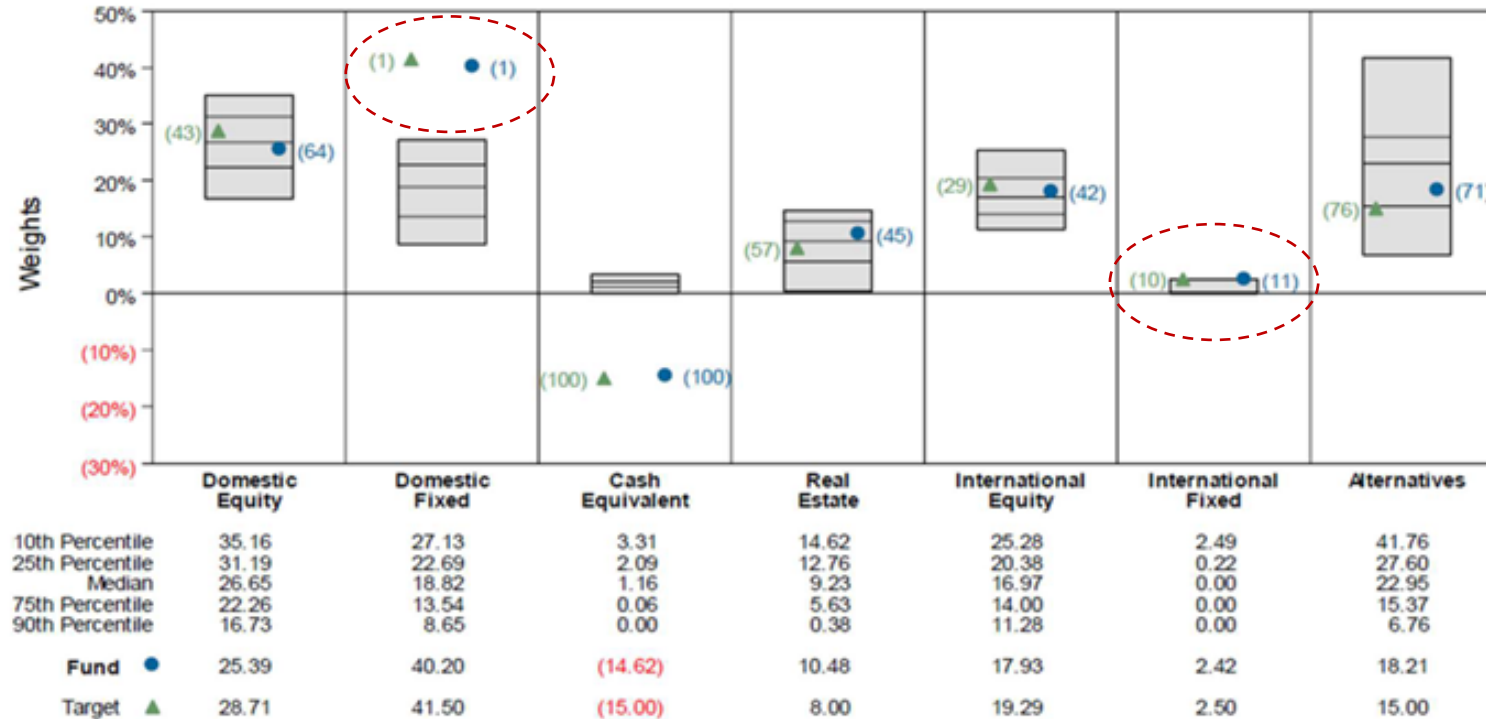 50%
40%
30%
20%
10%
0%
(10%)
(20%)
(30%)
Weights
(43) (64)
(1) (1)
(100) (100)
(57) (45)
(29) (42)
(10) (11)
(76) (71)
Domestic Equity Domestic Fixed Cash Equivalent Real Estate International Equity International Fixed Alternatives
10th Percentile 35.16 27.13 3.31 14.62 25.28 2.49 41.76
25th Percentile 31.19 22.69 2.09 12.76 20.38 0.22 27.60
Median 26.65 18.82 1.16 9.23 16.97 0.00 22.95
75th Percentile 22.26 13.54 0.06 5.63 14.00 0.00 15.37
90th Percentile 16.73 8.65 0.00 0.38 11.28 0.00 6.76
Fund 25.39 40.20 (14.62) 10.48 17.93 2.42 18.21
Target 28.71 41.50 (15.00) 8.00 19.29 2.50 15.00